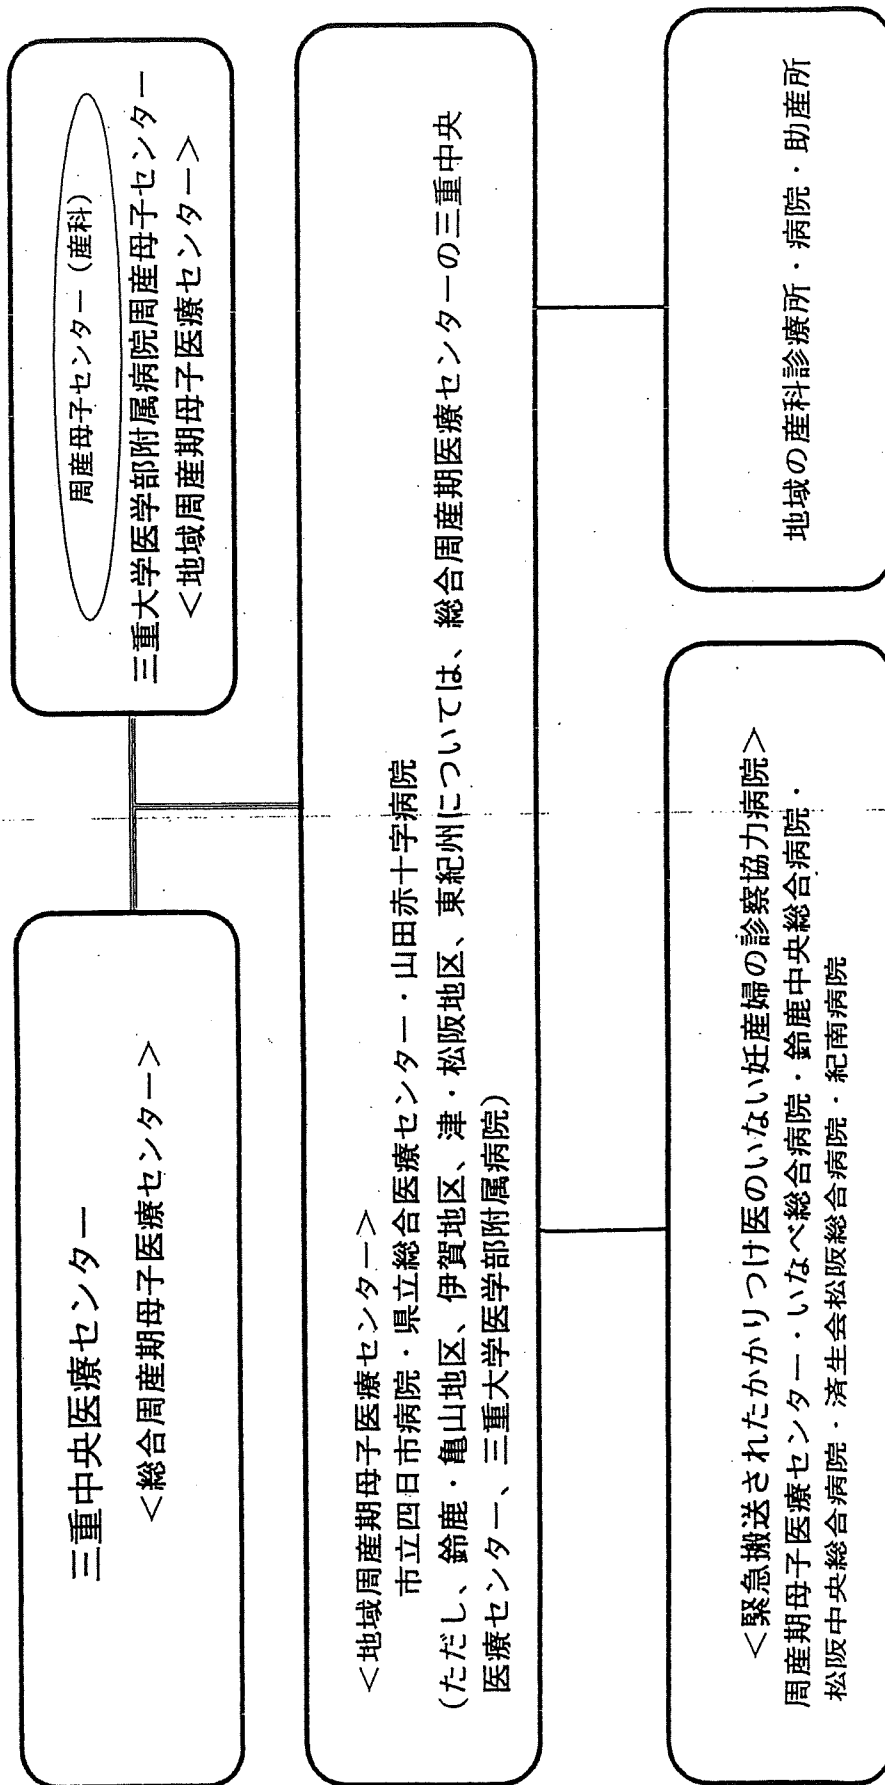 三重中央医療センター
＜総合周産期母子医療センター＞
周産母子センター（産科）
三重大学医学部附属病院周産母子センター
＜地域周産期母子医療センター＞
＜地域周産期母子医療センター＞
市立四日市病院・県立総合医療センター・山田赤十字病院
（ただし、鈴鹿・亀山地区、伊賀地区、津・松阪地区、東紀州については、総合周産期医療センターの三重中央
医療センター、三重大学医学部附属病院）
＜緊急搬送されたかかりつけ医のいない妊産婦の診察協力病院＞
周産期母子医療センター・いなべ総合病院・鈴鹿中央総合病院・
松阪中央総合病院・済生会松阪総合病院・紀南病院
地域の産科診療所・病院・助産所